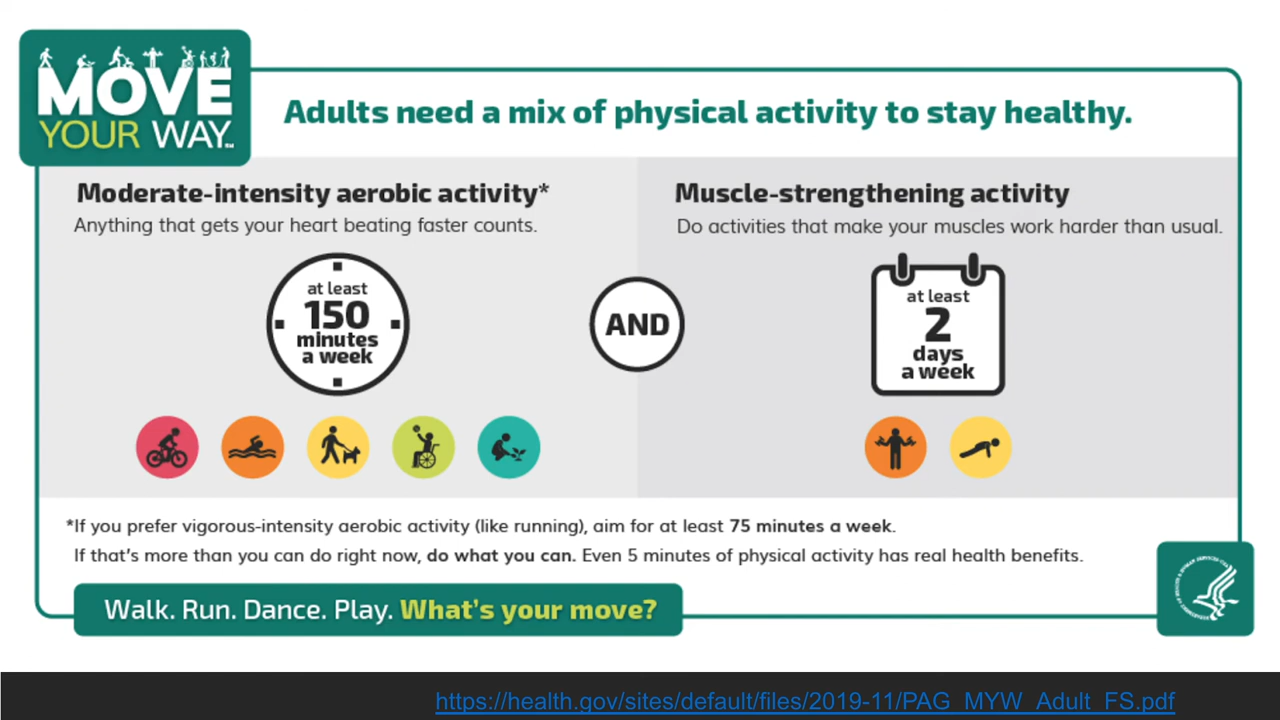 MOVE
YOUR WAY.
Adults need a mix of physical activity to stay healthy.
Moderate-intensity aerobic activity*
Anything that gets your heart beating faster counts.
at least
150
minutes
a week
AND
Muscle-strengthening activity
Do activities that make your muscles work harder than usual.
at least
2
days
a week
*If you prefer vigorous-intensity aerobic activity (like running), aim for at least 75 minutes a week.
If that's more than you can do right now, do what you can. Even 5 minutes of physical activity has real health benefits.
Walk. Run. Dance. Play. What's your move?
https://health.gov/sites/default/files/2019-11/PAG_MYW_Adult_FS.pdf